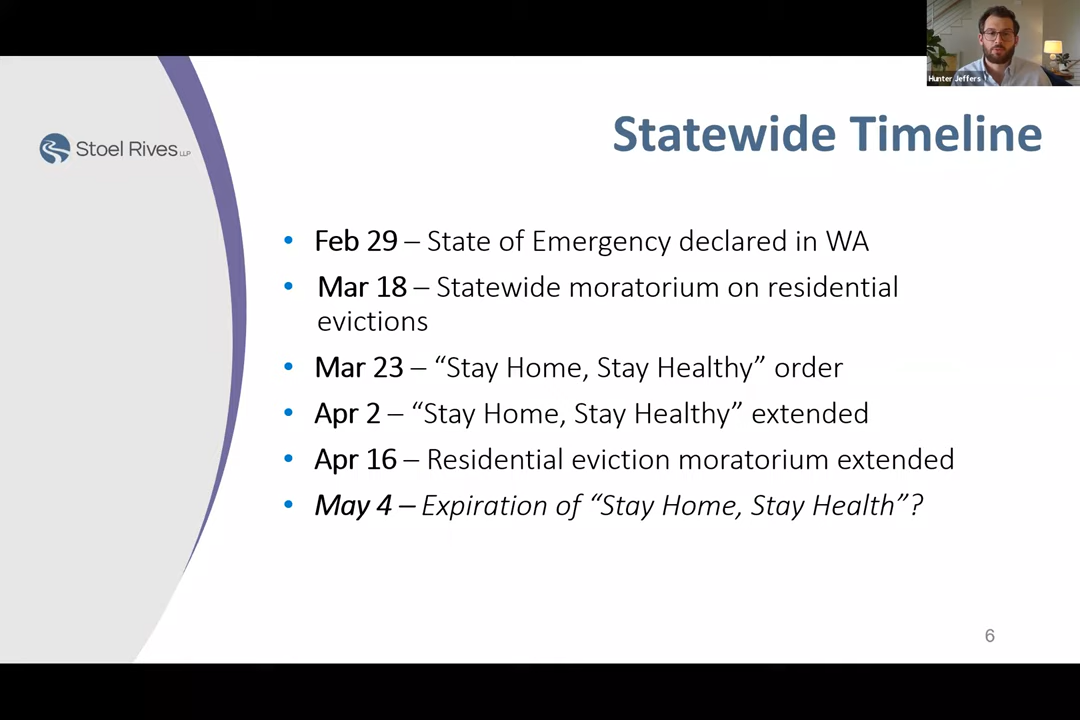 Hunter Jeffers
Stoel Rives LLP
Statewide Timeline
• Feb 29 – State of Emergency declared in WA
• Mar 18 – Statewide moratorium on residential
evictions
• Mar 23 – “Stay Home, Stay Healthy” order
• Apr 2 – “Stay Home, Stay Healthy” extended
• Apr 16 – Residential eviction moratorium extended
• May 4 – Expiration of “Stay Home, Stay Health”?
6